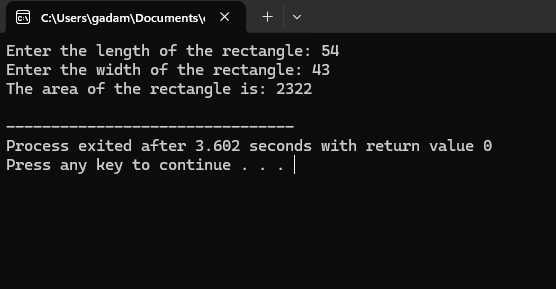 C:\Users\gadam\Documents\
Enter the length of the rectangle: 54
Enter the width of the rectangle: 43
The area of the rectangle is: 2322
--------------------------------
Process exited after 3.602 seconds with return value 0
Press any key to continue . . .